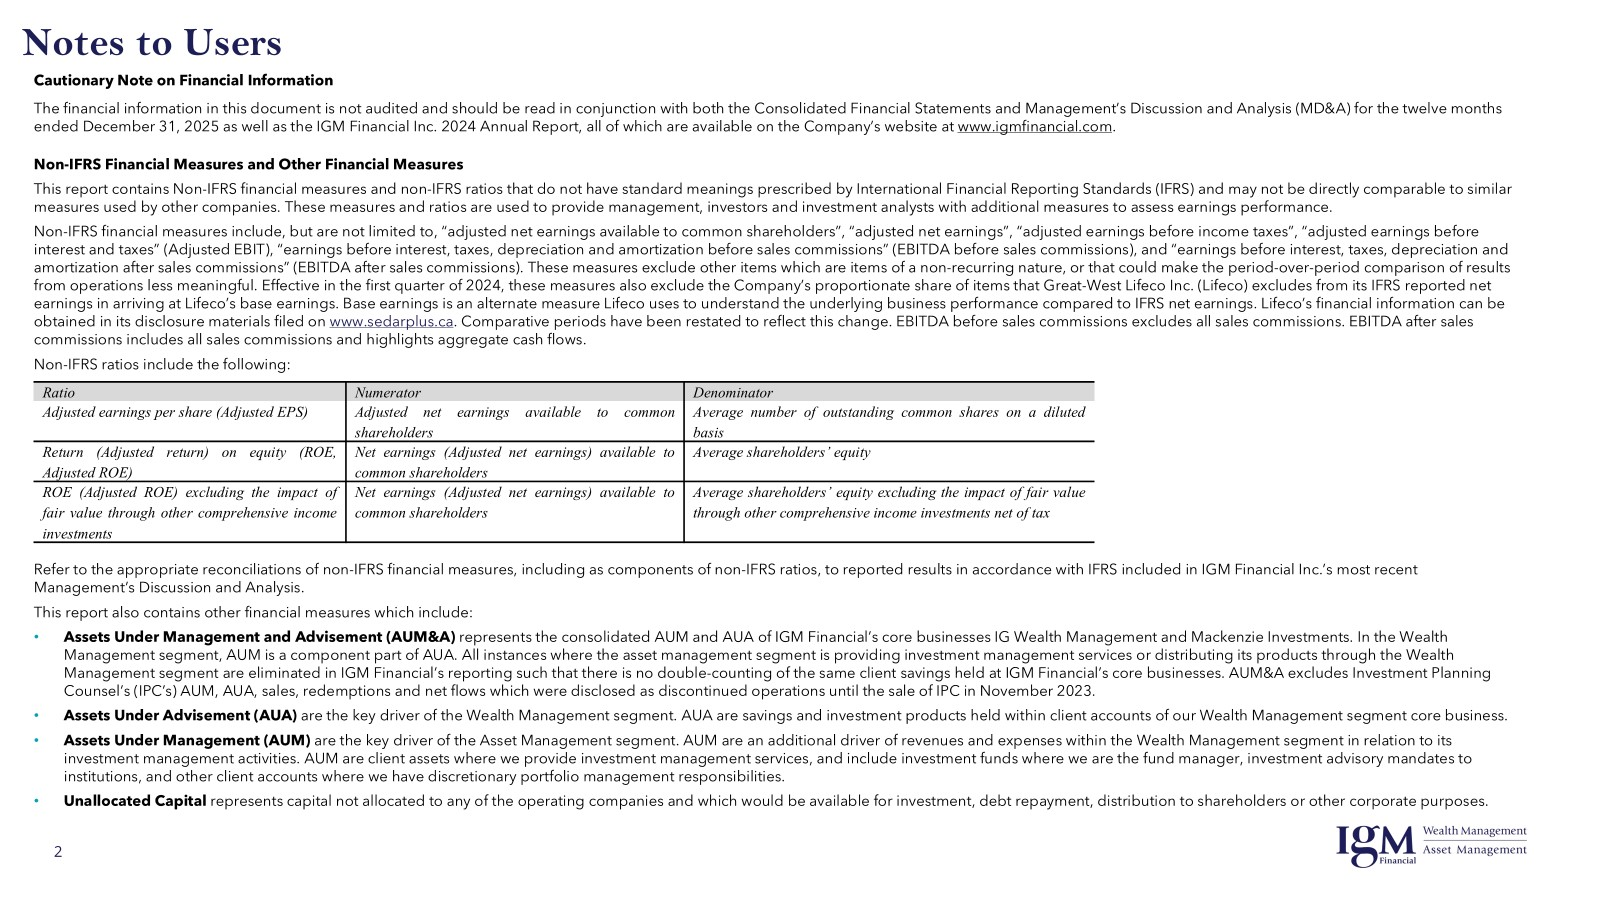 Notes to Users
Cautionary Note on Financial Information
The financial information in this document is not audited and should be read in conjunction with both the Consolidated Financial Statements and Management’s Discussion and Analysis (MD&A) for the twelve months
ended December 31, 2025 as well as the IGM Financial Inc. 2024 Annual Report, all of which are available on the Company’s website at www.igmfinancial.com.
Non-IFRS Financial Measures and Other Financial Measures
This report contains Non-IFRS financial measures and non-IFRS ratios that do not have standard meanings prescribed by International Financial Reporting Standards (IFRS) and may not be directly comparable to similar
measures used by other companies. These measures and ratios are used to provide management, investors and investment analysts with additional measures to assess earnings performance.
Non-IFRS financial measures include, but are not limited to, “adjusted net earnings available to common shareholders”, “adjusted net earnings”, “adjusted earnings before income taxes”, “adjusted earnings before
interest and taxes” (Adjusted EBIT), “earnings before interest, taxes, depreciation and amortization before sales commissions” (EBITDA before sales commissions), and “earnings before interest, taxes, depreciation and
amortization after sales commissions” (EBITDA after sales commissions). These measures exclude other items which are items of a non-recurring nature, or that could make the period-over-period comparison of results
from operations less meaningful. Effective in the first quarter of 2024, these measures also exclude the Company’s proportionate share of items that Great-West Lifeco Inc. (Lifeco) excludes from its IFRS reported net
earnings in arriving at Lifeco’s base earnings. Base earnings is an alternate measure Lifeco uses to understand the underlying business performance compared to IFRS net earnings. Lifeco’s financial information can be
obtained in its disclosure materials filed on www.sedarplus.ca. Comparative periods have been restated to reflect this change. EBITDA before sales commissions excludes all sales commissions. EBITDA after sales
commissions includes all sales commissions and highlights aggregate cash flows.
Non-IFRS ratios include the following:
Ratio Numerator Denominator
Adjusted earnings per share (Adjusted EPS) Adjusted net earnings available to common Average number of outstanding common shares on a diluted
shareholders basis
Return (Adjusted return) on equity (ROE, Net earnings (Adjusted net earnings) available to Average shareholders’ equity
Adjusted ROE) common shareholders
ROE (Adjusted ROE) excluding the impact of Net earnings (Adjusted net earnings) available to Average shareholders’ equity excluding the impact of fair value
fair value through other comprehensive income common shareholders through other comprehensive income investments net of tax
investments
Refer to the appropriate reconciliations of non-IFRS financial measures, including as components of non-IFRS ratios, to reported results in accordance with IFRS included in IGM Financial Inc.’s most recent
Management’s Discussion and Analysis.
This report also contains other financial measures which include:
• Assets Under Management and Advisement (AUM&A) represents the consolidated AUM and AUA of IGM Financial’s core businesses IG Wealth Management and Mackenzie Investments. In the Wealth
Management segment, AUM is a component part of AUA. All instances where the asset management segment is providing investment management services or distributing its products through the Wealth
Management segment are eliminated in IGM Financial’s reporting such that there is no double-counting of the same client savings held at IGM Financial’s core businesses. AUM&A excludes Investment Planning
Counsel’s (IPC’s) AUM, AUA, sales, redemptions and net flows which were disclosed as discontinued operations until the sale of IPC in November 2023.
• Assets Under Advisement (AUA) are the key driver of the Wealth Management segment. AUA are savings and investment products held within client accounts of our Wealth Management segment core business.
• Assets Under Management (AUM) are the key driver of the Asset Management segment. AUM are an additional driver of revenues and expenses within the Wealth Management segment in relation to its
investment management activities. AUM are client assets where we provide investment management services, and include investment funds where we are the fund manager, investment advisory mandates to
institutions, and other client accounts where we have discretionary portfolio management responsibilities.
• Unallocated Capital represents capital not allocated to any of the operating companies and which would be available for investment, debt repayment, distribution to shareholders or other corporate purposes.
2
IGM Financial
Wealth Management
Asset Management